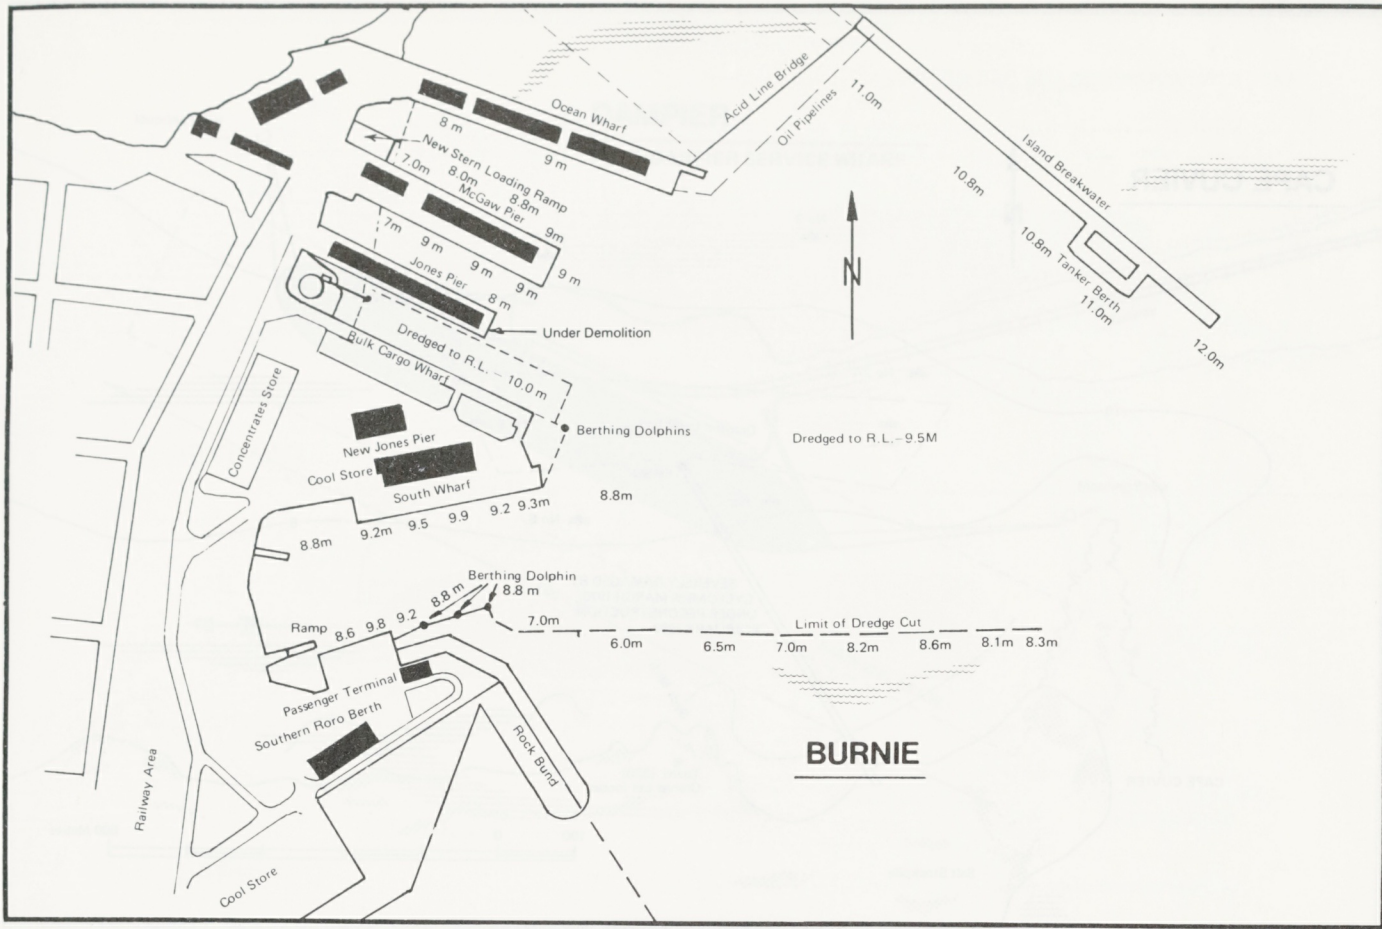 Ocean Wharf
8 m
9 m
Acid Line Bridge
Oil Pipelines
11.0m
Island Breakwater
10.8m
10.8m
Tanker Berth
11.0m
12.0m
New Stern Loading Ramp
7.0m
8.0m
8.8m
McGaw Pier
9m
9 m
7m
9 m
9 m
9 m
Jones Pier
8 m
Under Demolition
N
Dredged to R.L. – 10.0 m
Bulk Cargo Wharf
Concentrates Store
New Jones Pier
Berthing Dolphins
Dredged to R.L.–9.5M
Cool Store
South Wharf
8.8m
9.2m
9.5
9.9
9.2
9.3m
8.8m
Berthing Dolphin
8.8 m
8.8 m
Ramp
8.6
9.8
9.2
7.0m
Limit of Dredge Cut
6.0m
6.5m
7.0m
8.2m
8.6m
8.1m
8.3m
Passenger Terminal
Southern Roro Berth
Rock Bund
BURNIE
Railway Area
Cool Store
CAPE CUVIER